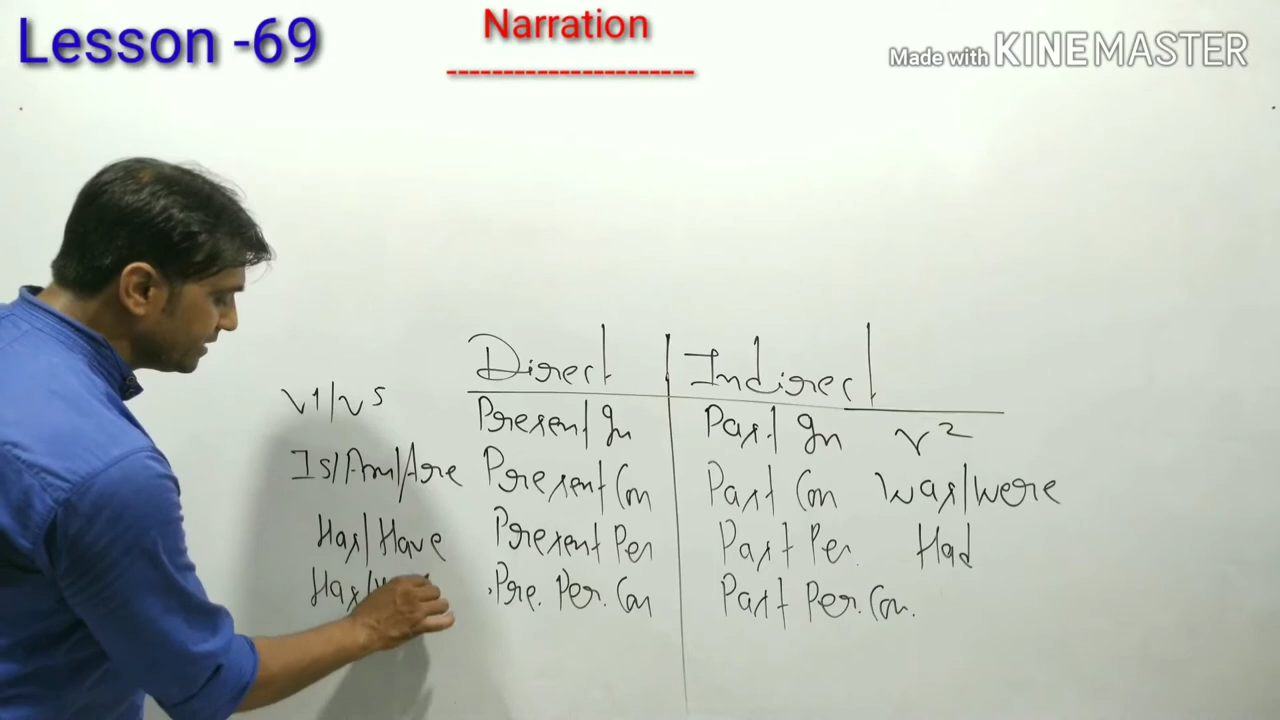 Lesson -69
Narration
Made with KINEMASTER
Direct Indirect
V1/V5 Present In Past In V2
Is/Am/Are Present Con Past Con was/were
Has/Have Present Per Past Per. Had
Has/ Pre. Per. Con Past Per. Con.